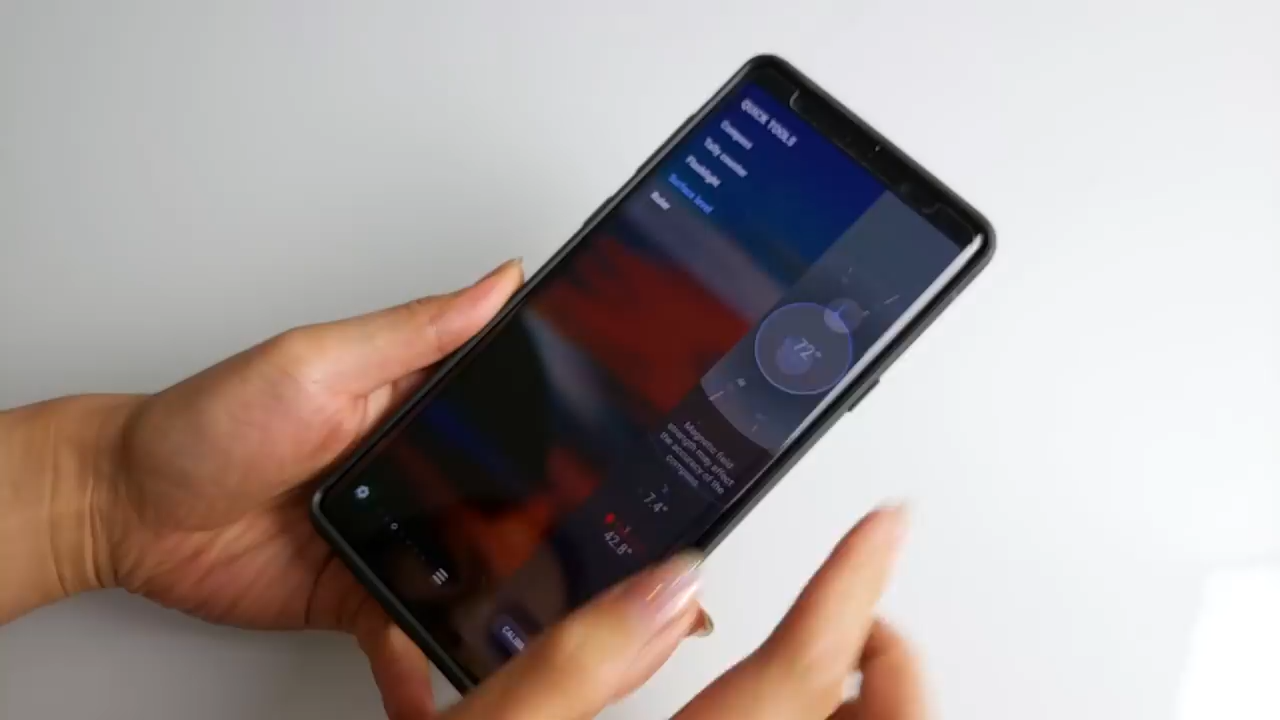 QUICK TOOLS
Compass
Tally counter
Flashlight
Surface level
Ruler
72°
Magnetic field
strength may affect
the accuracy of the
compass.
7.4°
42.8°
CALIB